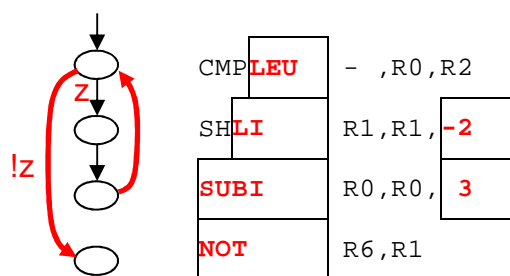 CMPLEU - ,R0,R2
z
SHLI R1,R1,-2
!z
SUBI R0,R0, 3
NOT R6,R1